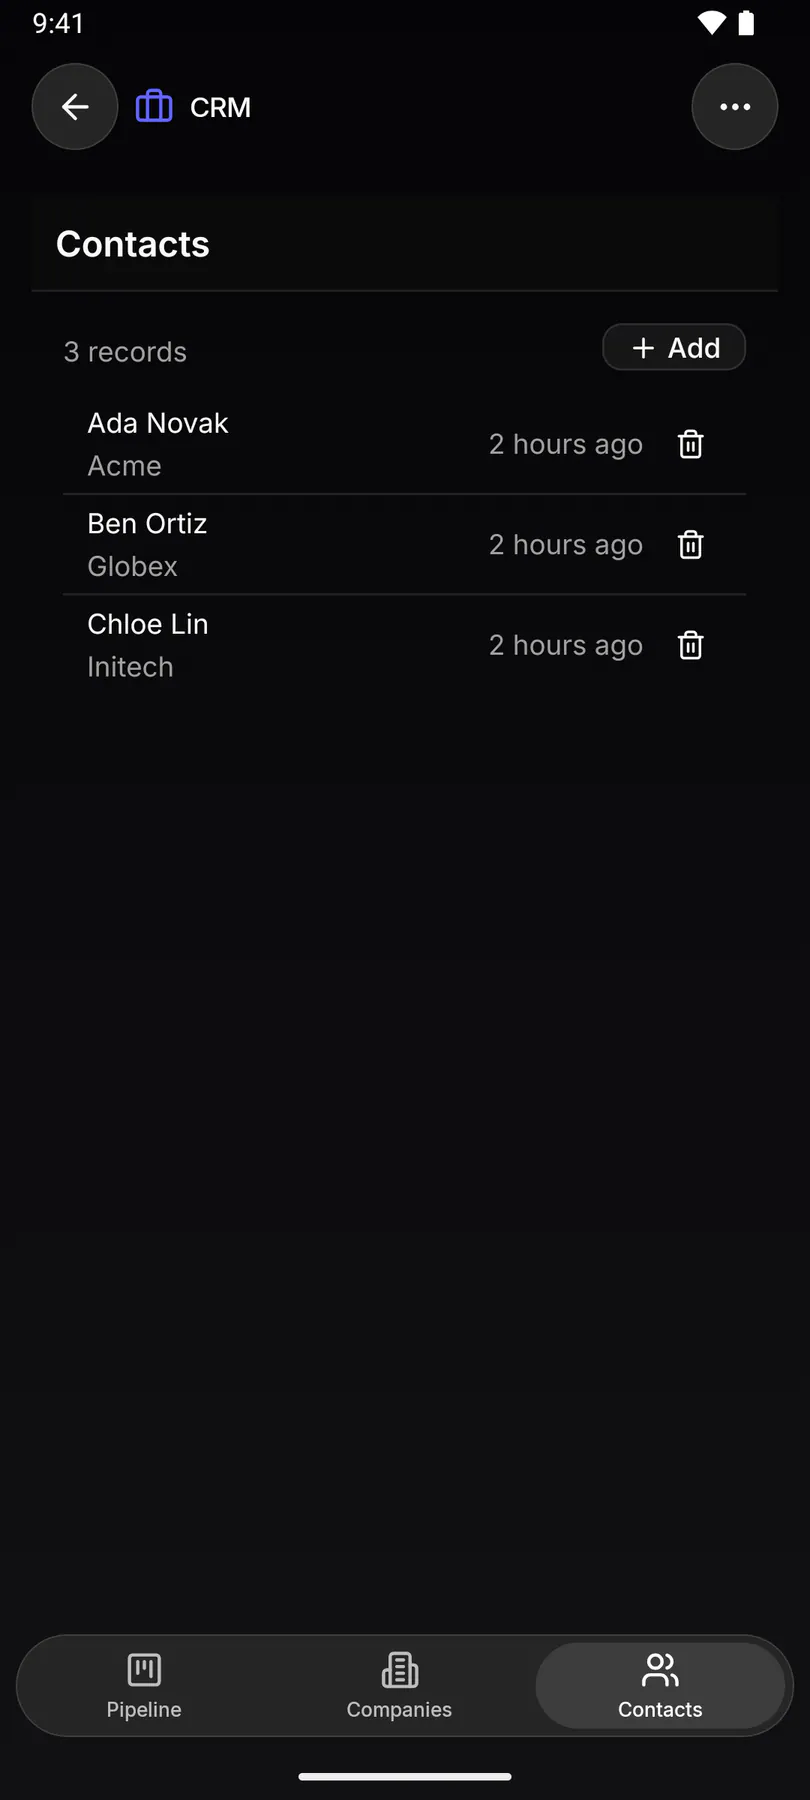 9:41
CRM
Contacts
3 records
Add
Ada Novak
Acme
2 hours ago
Ben Ortiz
Globex
2 hours ago
Chloe Lin
Initech
2 hours ago
Pipeline
Companies
Contacts